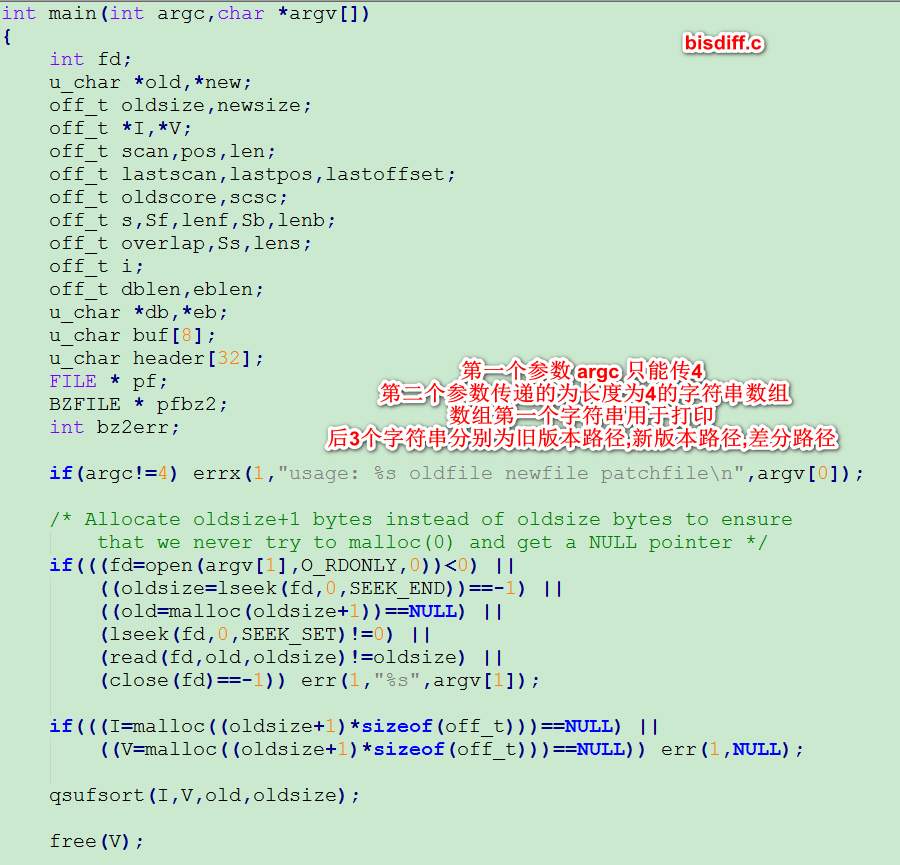 int main(int argc,char *argv[])
{
bisdiff.c
int fd;
u_char *old,*new;
off_t oldsize,newsize;
off_t *I,*V;
off_t scan,pos,len;
off_t lastscan,lastpos,lastoffset;
off_t oldscore,scsc;
off_t s,Sf,lenf,Sb,lenb;
off_t overlap,Ss,lens;
off_t i;
off_t dblen,eblen;
u_char *db,*eb;
u_char buf[8];
u_char header[32];
FILE * pf;
BZFILE * pfbz2;
int bz2err;
第一个参数 argc 只能传4
第二个参数传递的为长度为4的字符串数组
数组第一个字符串用于打印
后3个字符串分别为旧版本路径,新版本路径,差分路径
if(argc!=4) errx(1,"usage: %s oldfile newfile patchfile\n",argv[0]);
/* Allocate oldsize+1 bytes instead of oldsize bytes to ensure
that we never try to malloc(0) and get a NULL pointer */
if(((fd=open(argv[1],O_RDONLY,0))<0) ||
((oldsize=lseek(fd,0,SEEK_END))==-1) ||
((old=malloc(oldsize+1))==NULL) ||
(lseek(fd,0,SEEK_SET)!=0) ||
(read(fd,old,oldsize)!=oldsize) ||
(close(fd)==-1)) err(1,"%s",argv[1]);
if(((I=malloc((oldsize+1)*sizeof(off_t)))==NULL) ||
((V=malloc((oldsize+1)*sizeof(off_t)))==NULL)) err(1,NULL);
qsufsort(I,V,old,oldsize);
free(V);